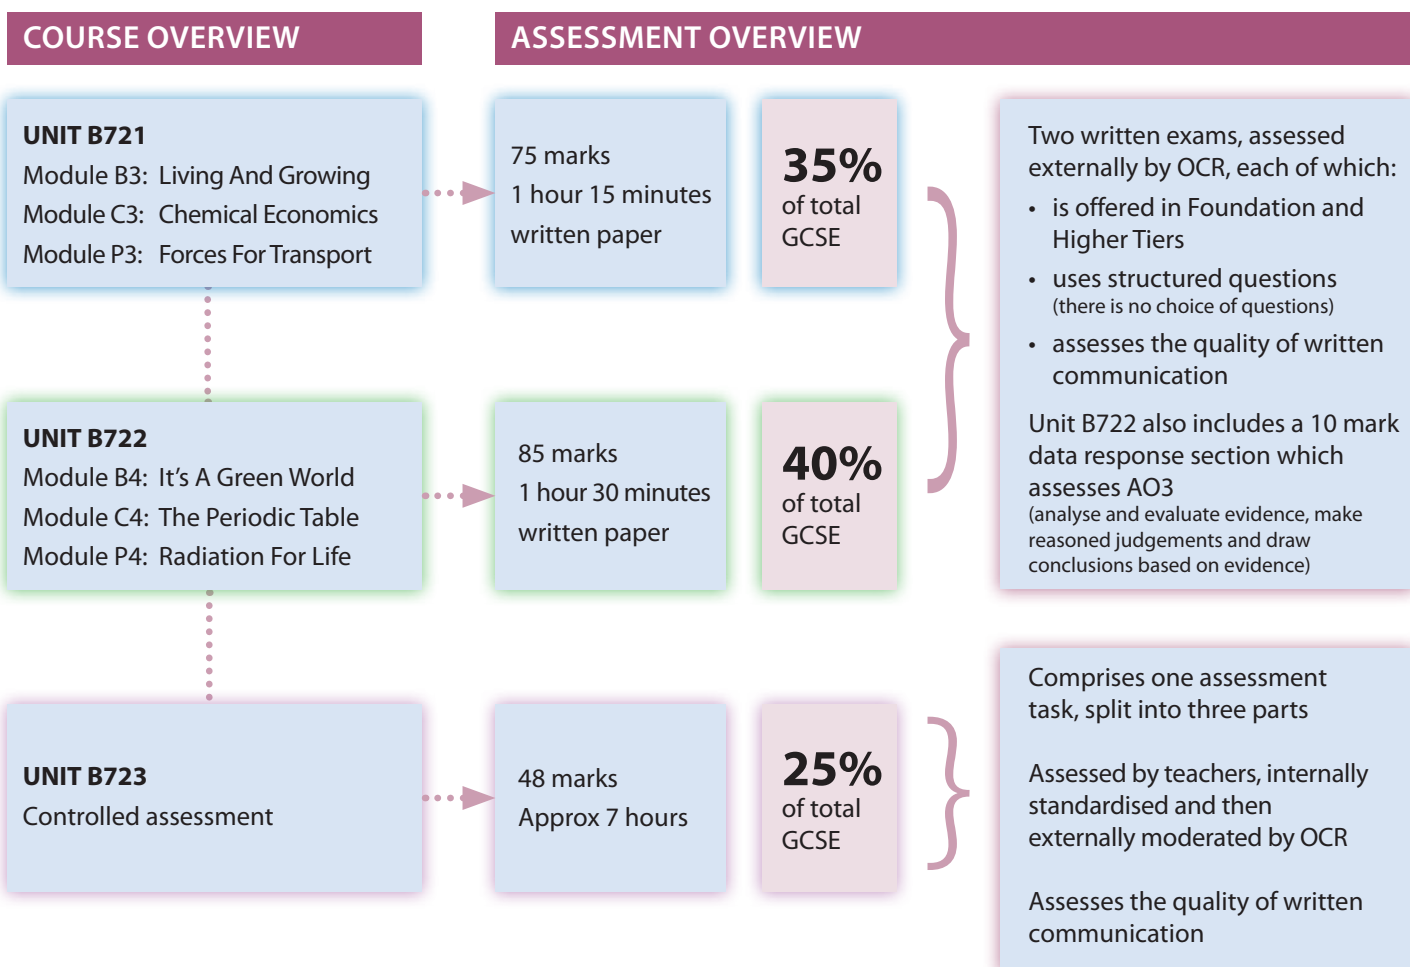 COURSE OVERVIEW
ASSESSMENT OVERVIEW
UNIT B721
Module B3: Living And Growing
Module C3: Chemical Economics
Module P3: Forces For Transport
75 marks
1 hour 15 minutes
written paper
35%
of total
GCSE
Two written exams, assessed
externally by OCR, each of which:
• is offered in Foundation and
Higher Tiers
• uses structured questions
(there is no choice of questions)
• assesses the quality of written
communication
Unit B722 also includes a 10 mark
data response section which
assesses AO3
(analyse and evaluate evidence, make
reasoned judgements and draw
conclusions based on evidence)
UNIT B722
Module B4: It's A Green World
Module C4: The Periodic Table
Module P4: Radiation For Life
85 marks
1 hour 30 minutes
written paper
40%
of total
GCSE
UNIT B723
Controlled assessment
48 marks
Approx 7 hours
25%
of total
GCSE
Comprises one assessment
task, split into three parts
Assessed by teachers, internally
standardised and then
externally moderated by OCR
Assesses the quality of written
communication